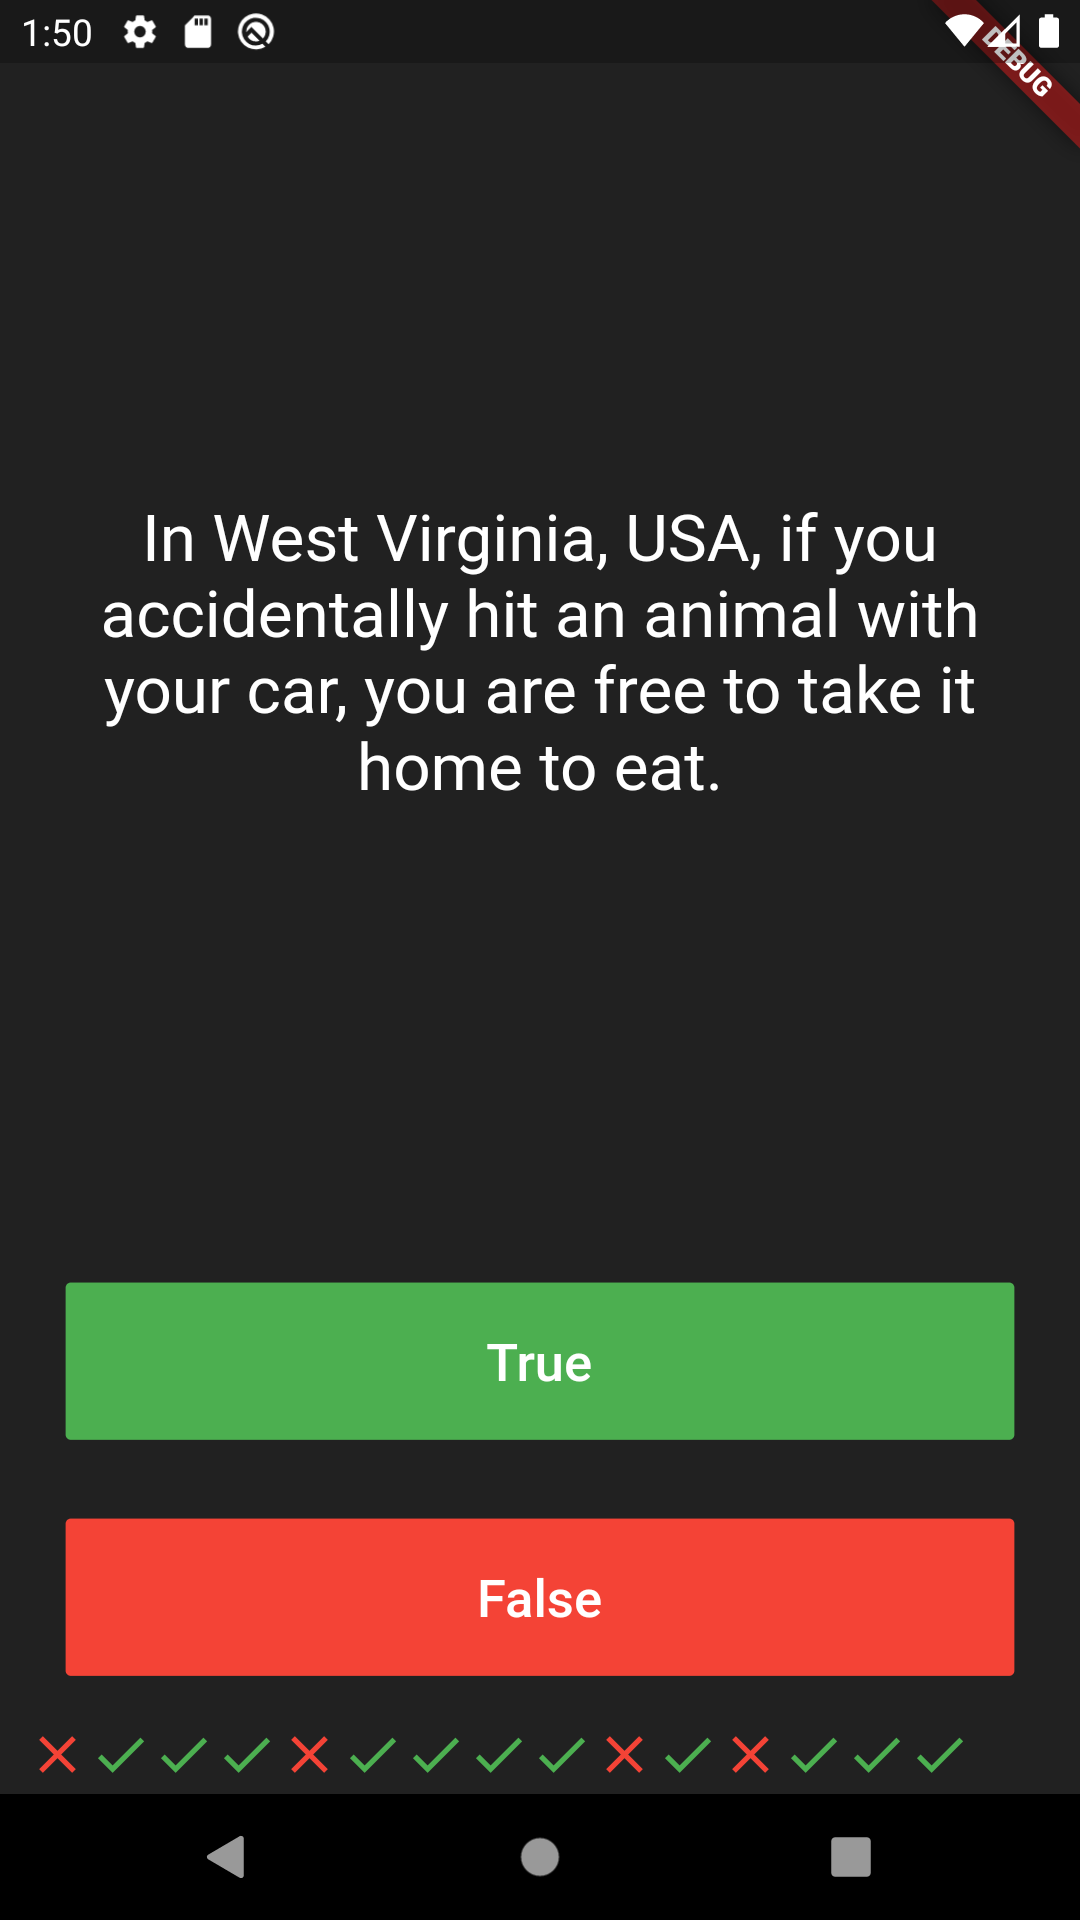 1:50
DEBUG
In West Virginia, USA, if you
accidentally hit an animal with
your car, you are free to take it
home to eat.
True
False